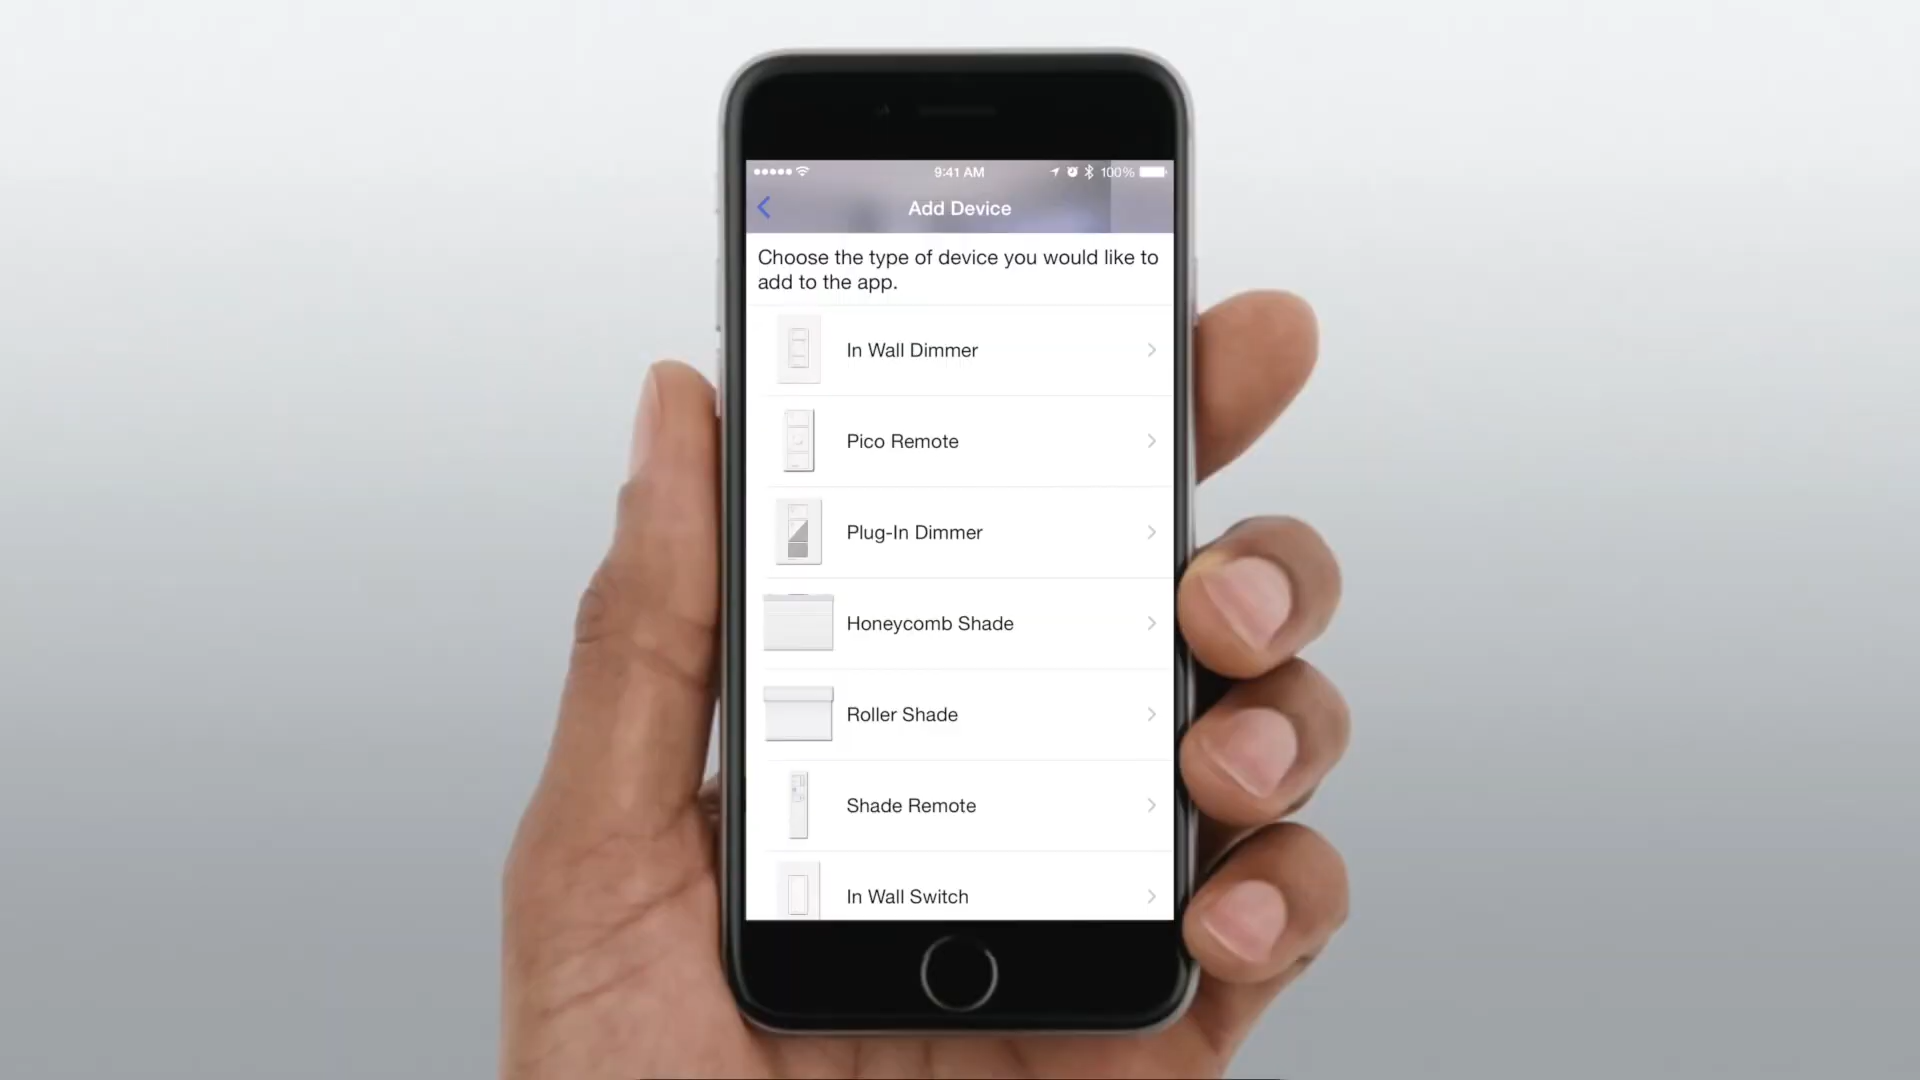 9:41 AM
100%
Add Device
Choose the type of device you would like to
add to the app.
In Wall Dimmer
Pico Remote
Plug-In Dimmer
Honeycomb Shade
Roller Shade
Shade Remote
In Wall Switch